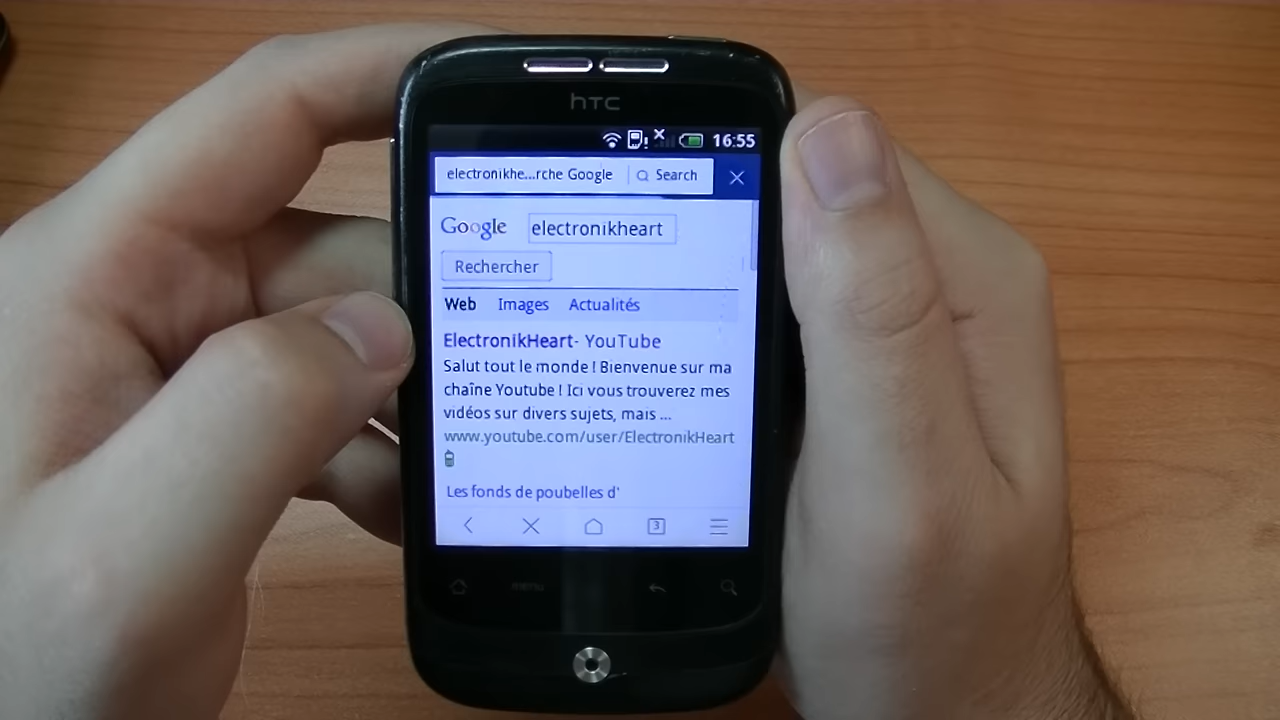 hTC
16:55
electronikhe...rche Google
Search
Google
electronikheart
Rechercher
Web Images Actualités
ElectronikHeart- YouTube
Salut tout le monde ! Bienvenue sur ma
chaîne Youtube ! Ici vous trouverez mes
vidéos sur divers sujets, mais ...
www.youtube.com/user/ElectronikHeart
Les fonds de poubelles d'
3
menu